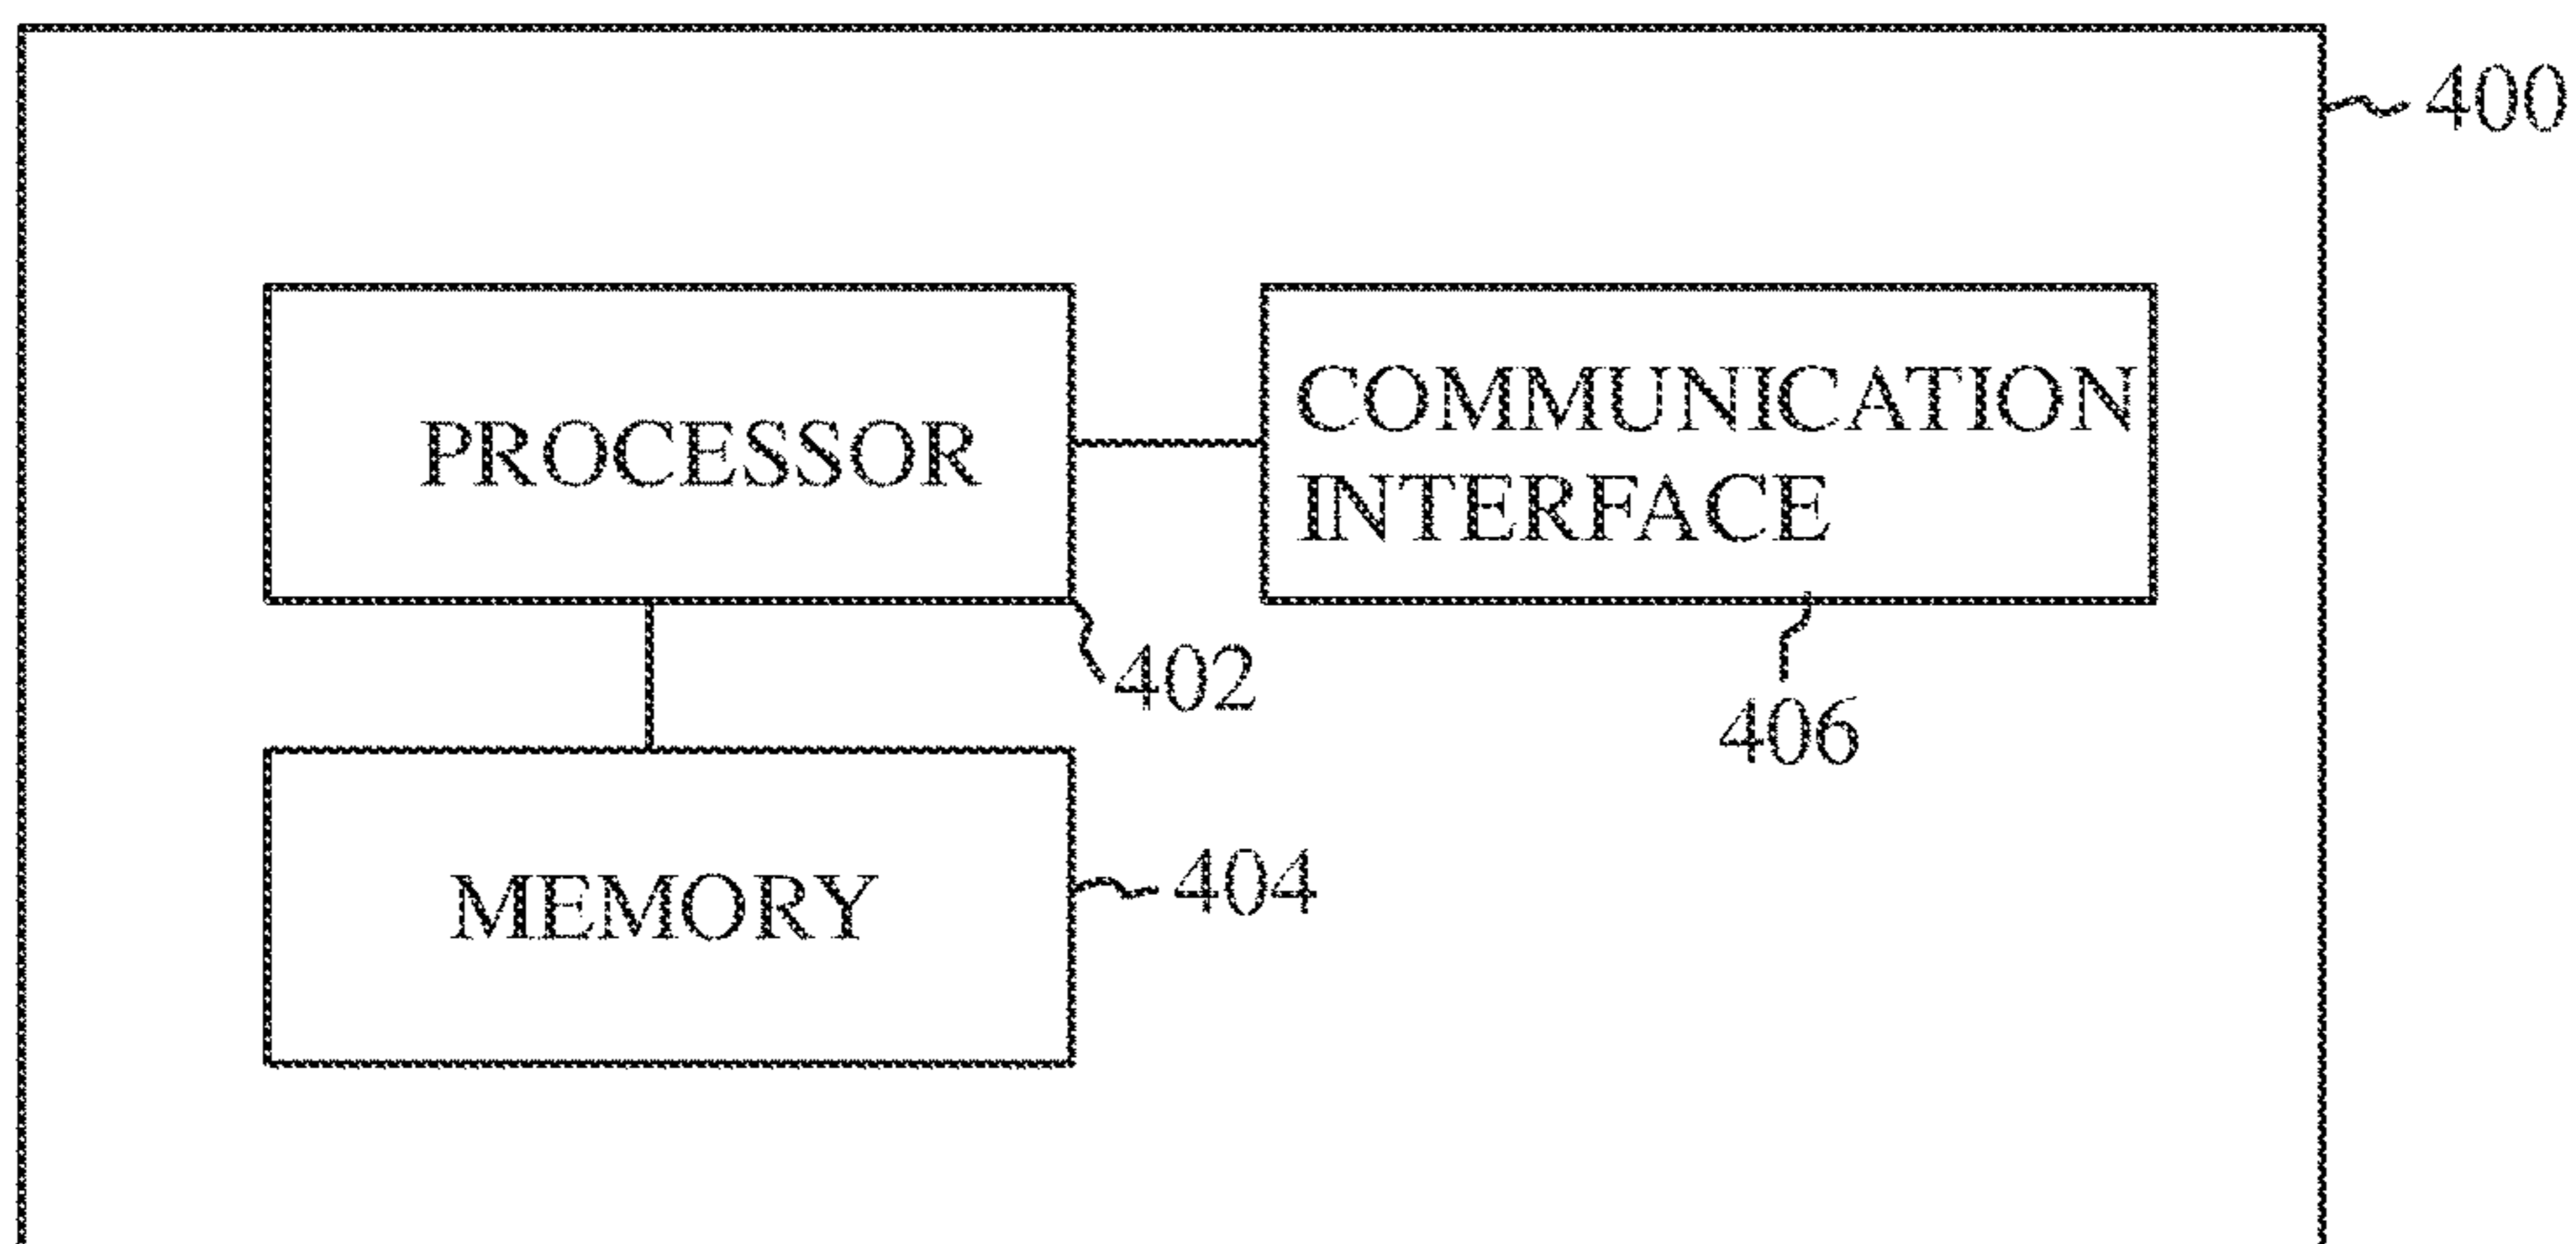 400
PROCESSOR
COMMUNICATION
INTERFACE
402
406
MEMORY
404